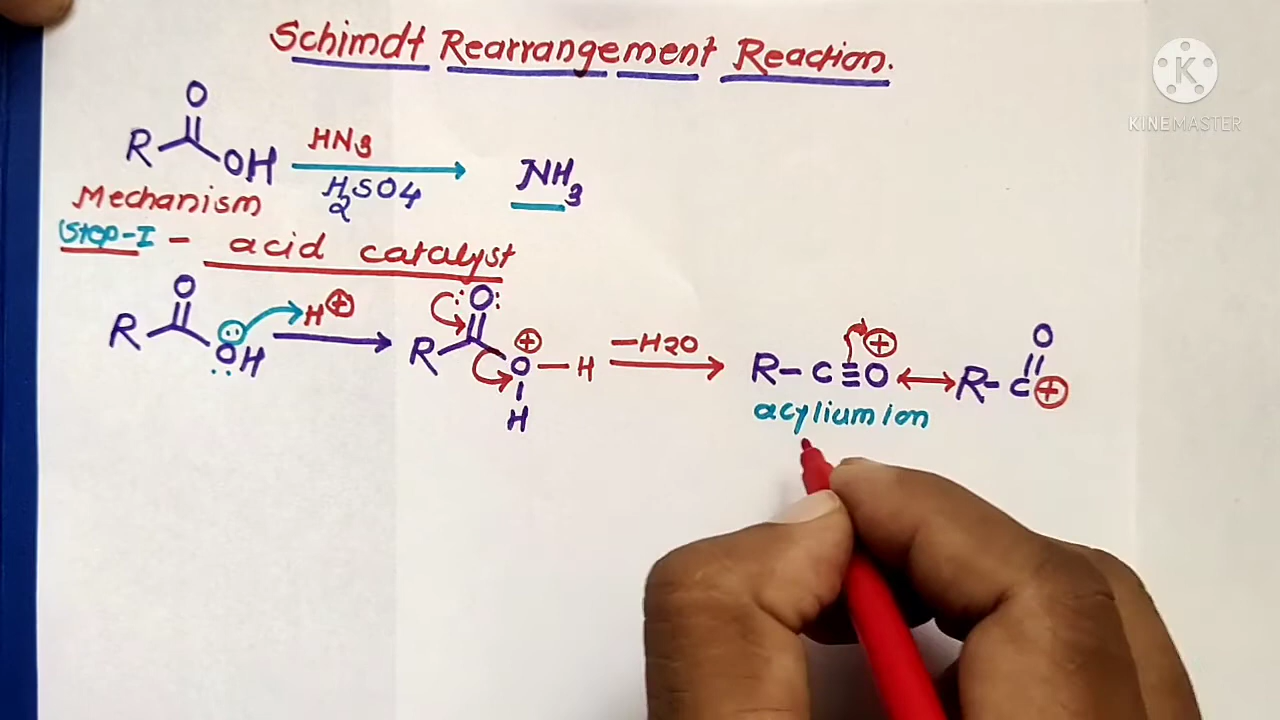 Schimdt Rearrangement Reaction.
KINEMASTER
O
R OH HN3 H2SO4 NH3
Mechanism
Step-I - acid catalyst
O R OH H+ R O O+ - H H -H2O R - C ≡ O+ ↔ R - C+ O
acylium ion